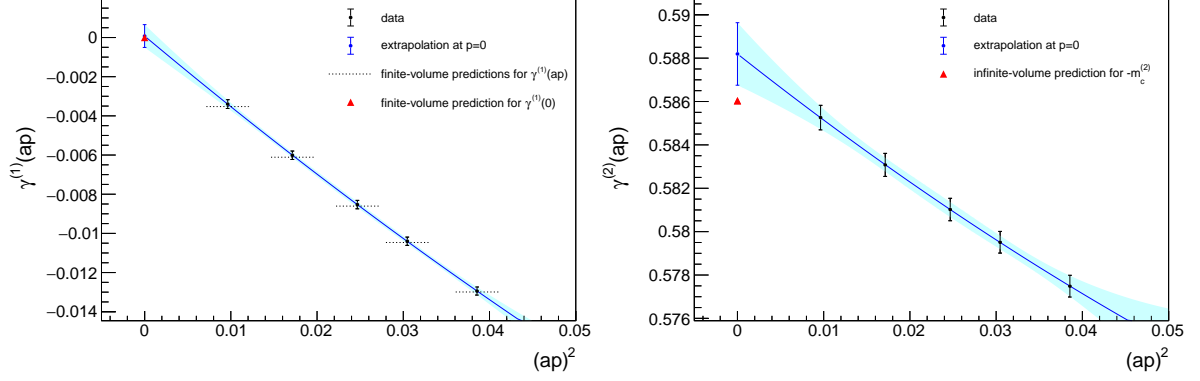 0
−0.002
−0.004
−0.006
−0.008
−0.01
−0.012
−0.014
γ⁽¹⁾(ap)
data
extrapolation at p=0
finite-volume predictions for γ⁽¹⁾(ap)
finite-volume prediction for γ⁽¹⁾(0)
0 0.01 0.02 0.03 0.04 0.05
(ap)²
0.59
0.588
0.586
0.584
0.582
0.58
0.578
0.576
γ⁽²⁾(ap)
data
extrapolation at p=0
infinite-volume prediction for -m_c⁽²⁾
0 0.01 0.02 0.03 0.04 0.05
(ap)²